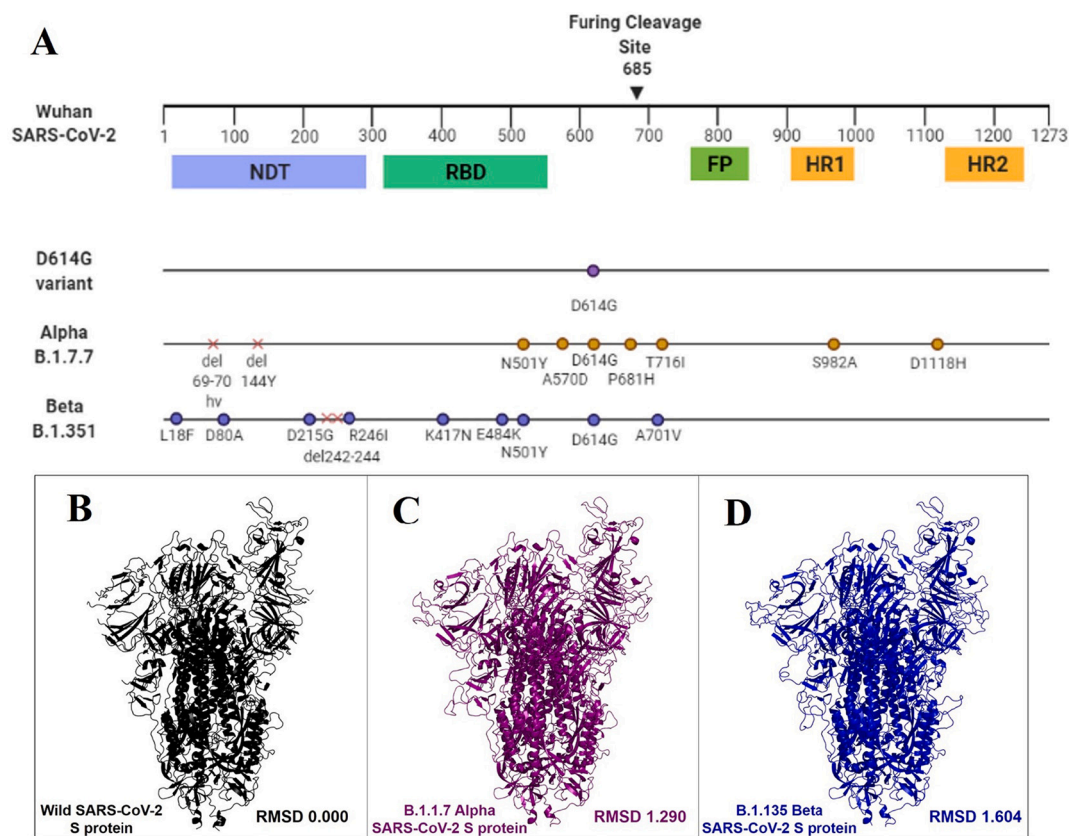 A
Furing Cleavage
Site
685
Wuhan
SARS-CoV-2
1 100 200 300 400 500 600 700 800 900 1000 1100 1200 1273
NDT RBD FP HR1 HR2
D614G
variant
D614G
Alpha
B.1.7.7
del
69-70
hv
del
144Y
N501Y
A570D
D614G
P681H
T716I
S982A
D1118H
Beta
B.1.351
L18F D80A D215G R246I K417N E484K D614G A701V
del242-244 N501Y
B
Wild SARS-CoV-2
S protein
RMSD 0.000
C
B.1.1.7 Alpha
SARS-CoV-2 S protein
RMSD 1.290
D
B.1.135 Beta
SARS-CoV-2 S protein
RMSD 1.604